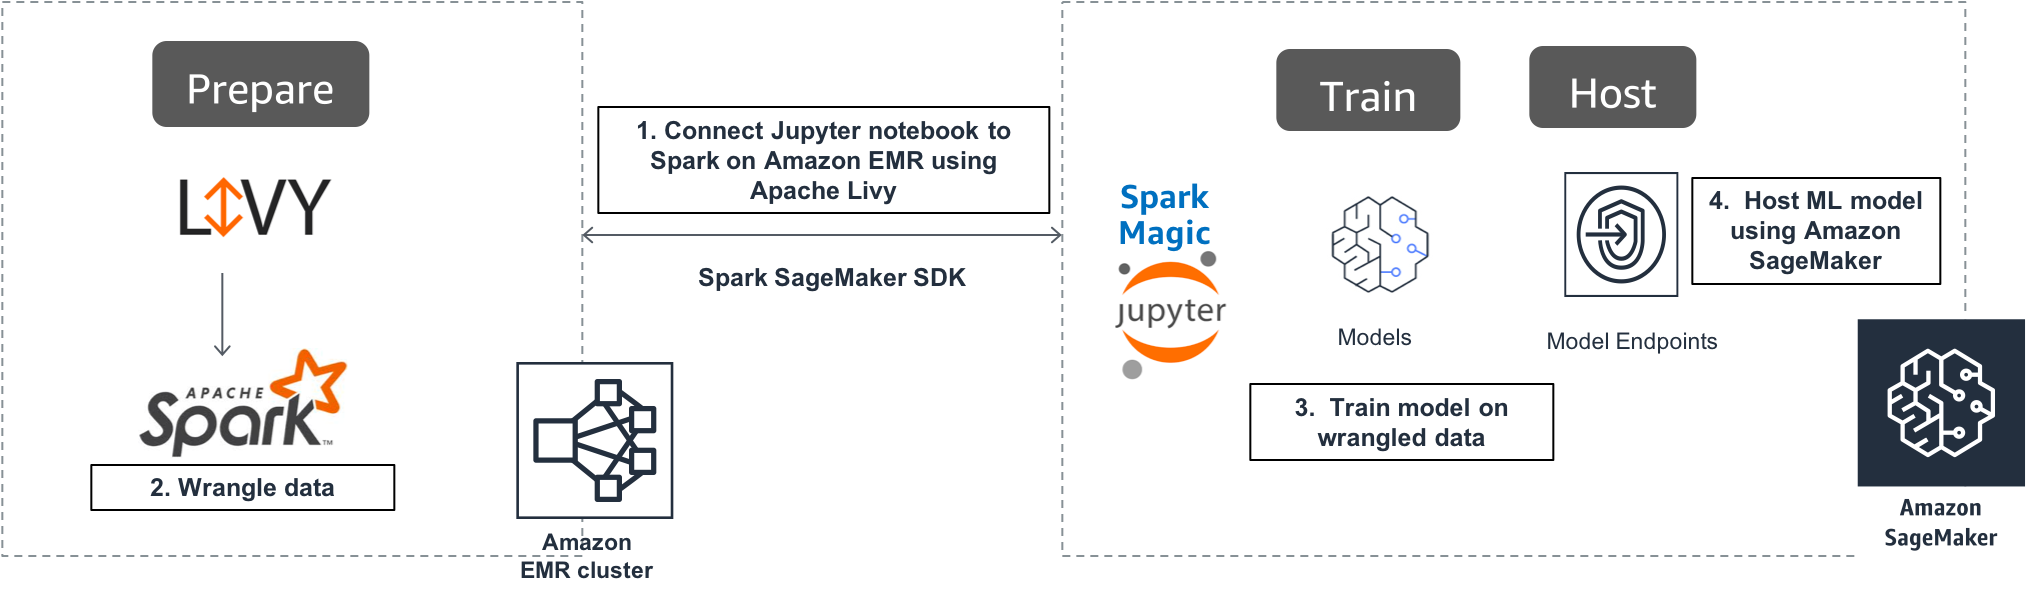 Prepare
LIVY
APACHE
Spark™
2. Wrangle data
Amazon
EMR cluster
1. Connect Jupyter notebook to
Spark on Amazon EMR using
Apache Livy
Spark SageMaker SDK
Train
Host
Spark
Magic
jupyter
Models
Model Endpoints
3. Train model on
wrangled data
4. Host ML model
using Amazon
SageMaker
Amazon
SageMaker